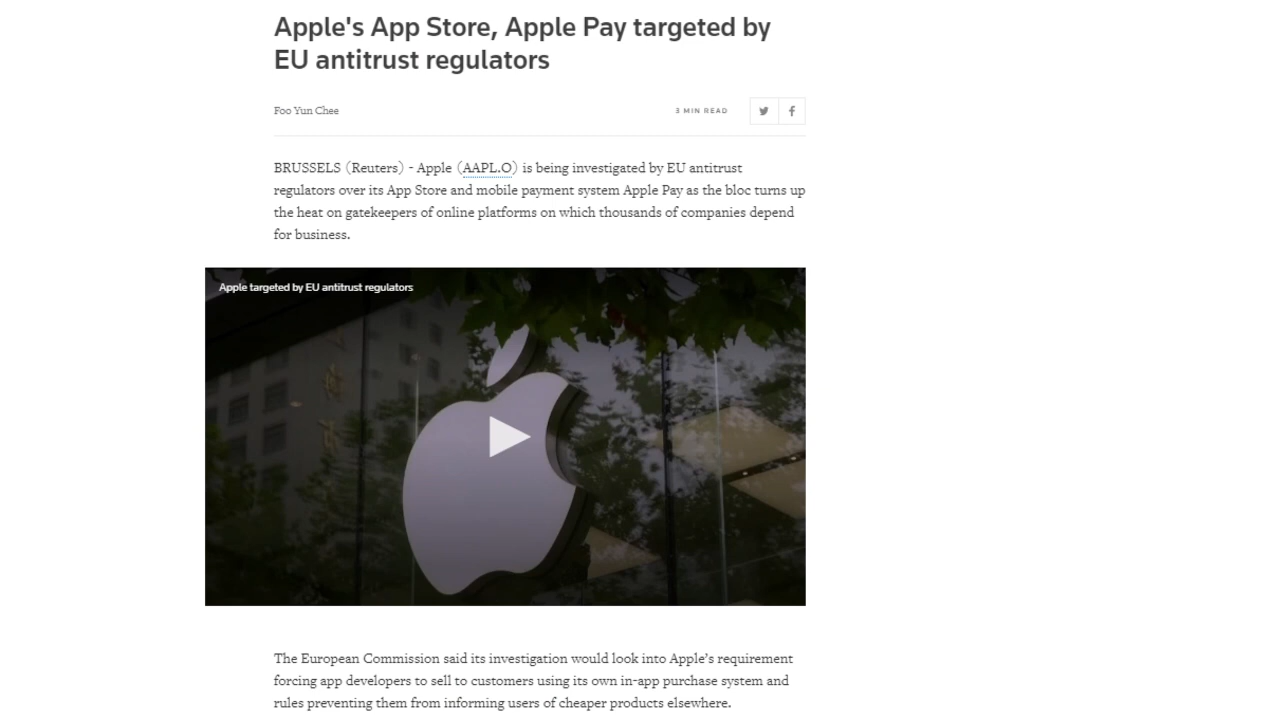 Apple's App Store, Apple Pay targeted by
EU antitrust regulators
Foo Yun Chee
3 MIN READ
BRUSSELS (Reuters) - Apple (AAPL.O) is being investigated by EU antitrust
regulators over its App Store and mobile payment system Apple Pay as the bloc turns up
the heat on gatekeepers of online platforms on which thousands of companies depend
for business.
Apple targeted by EU antitrust regulators
The European Commission said its investigation would look into Apple’s requirement
forcing app developers to sell to customers using its own in-app purchase system and
rules preventing them from informing users of cheaper products elsewhere.